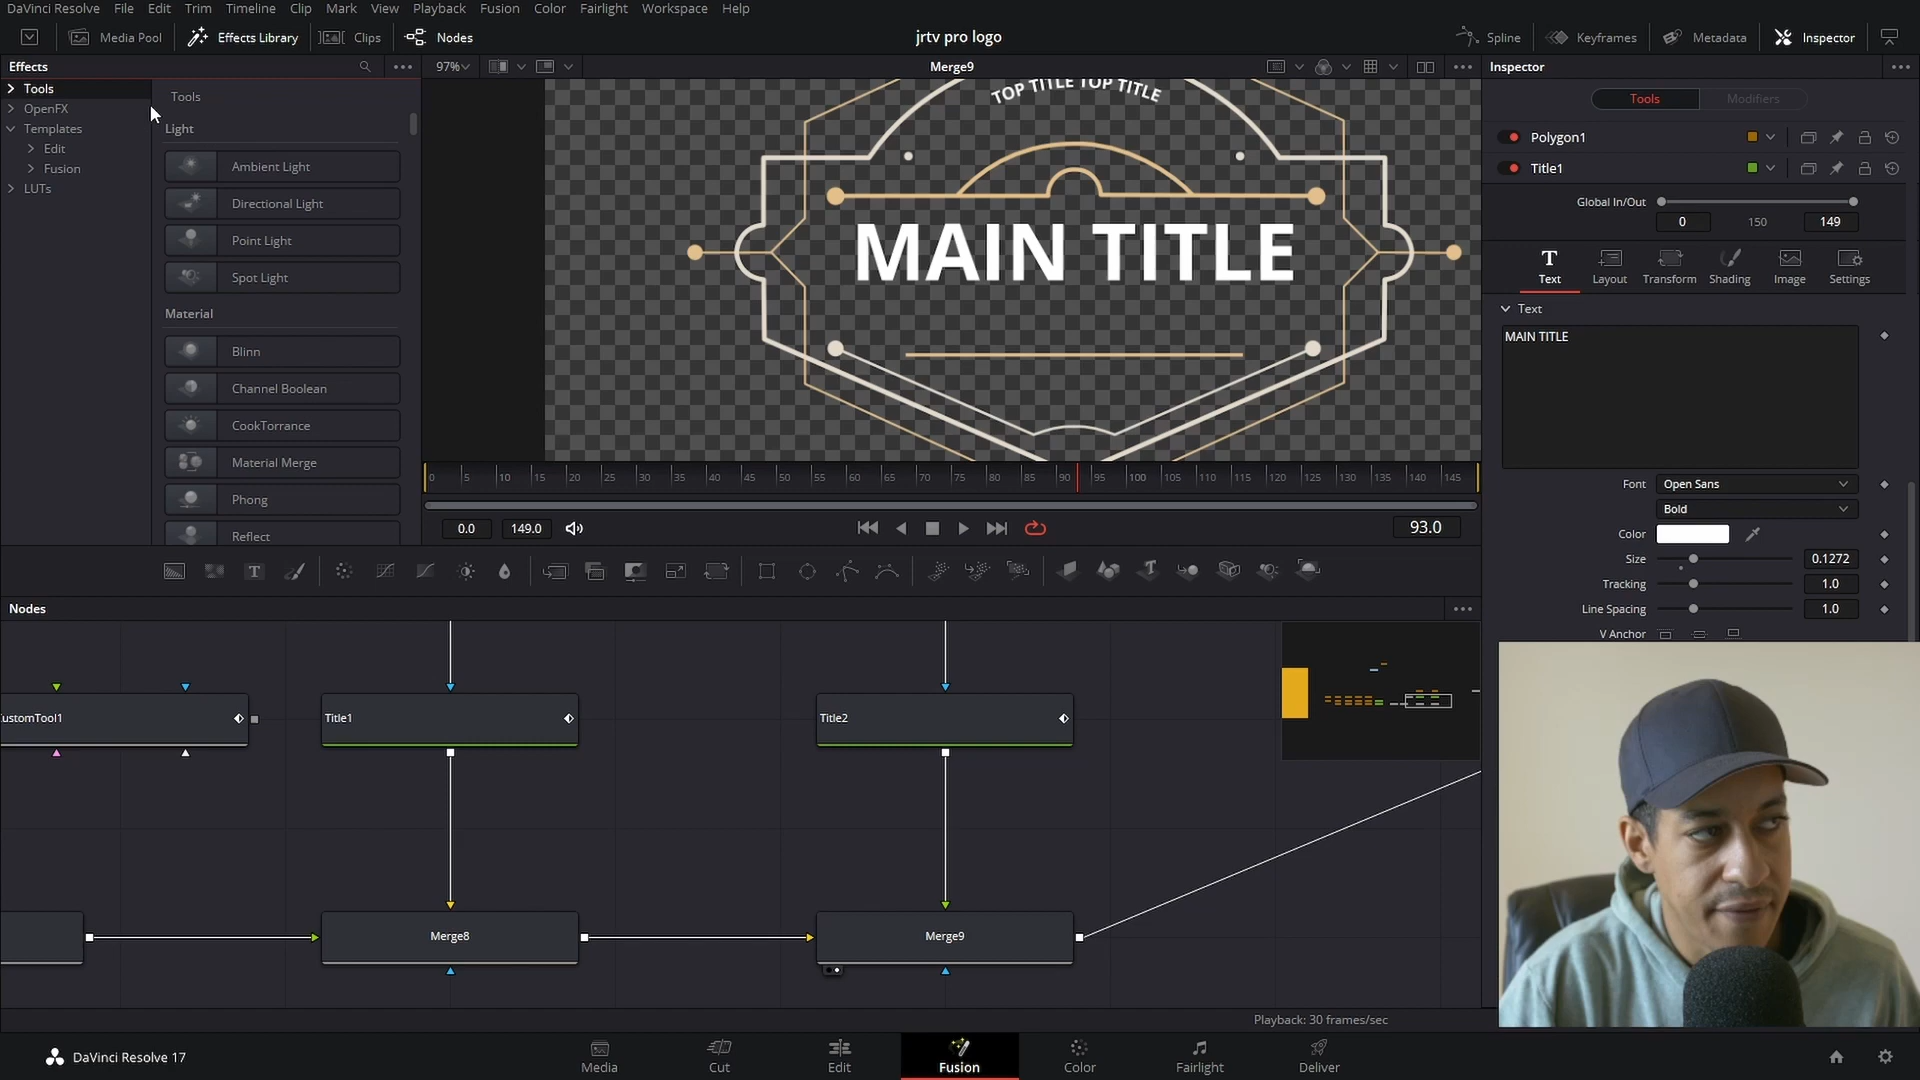 DaVinci Resolve File Edit Trim Timeline Clip Mark View Playback Fusion Color Fairlight Workspace Help
Media Pool Effects Library Clips Nodes jrtv pro logo Spline Keyframes Metadata Inspector
Effects 97% Merge9 Inspector
Tools
OpenFX
Templates
Edit
Fusion
LUTs
Tools
Light
Ambient Light
Directional Light
Point Light
Spot Light
Material
Blinn
Channel Boolean
CookTorrance
Material Merge
Phong
Reflect
TOP TITLE TOP TITLE
MAIN TITLE
0 5 10 15 20 25 30 35 40 45 50 55 60 65 70 75 80 85 90 95 100 105 110 115 120 125 130 135 140 145
0.0 149.0 93.0
Tools Modifiers
Polygon1
Title1
Global In/Out
0 150 149
Text Layout Transform Shading Image Settings
Text
MAIN TITLE
Font Open Sans
Bold
Color
Size 0.1272
Tracking 1.0
Line Spacing 1.0
V Anchor
Nodes
ustomTool1 Title1 Title2
Merge8 Merge9
Playback: 30 frames/sec
DaVinci Resolve 17
Media Cut Edit Fusion Color Fairlight Deliver